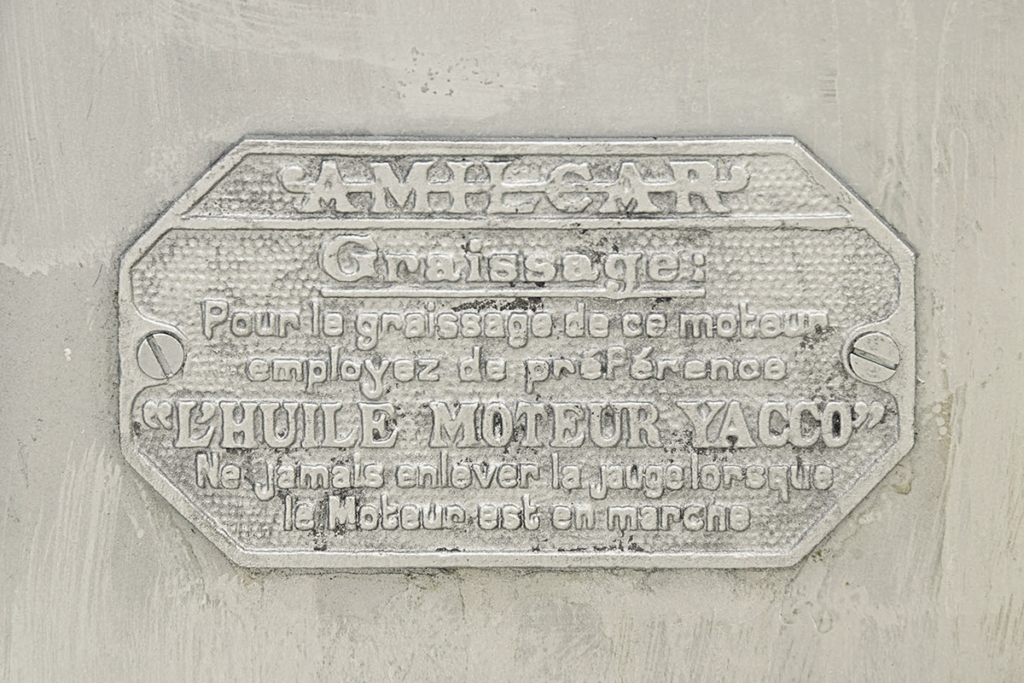 AMILCAR
Graissage:
Pour le graissage de ce moteur
employez de préférence
“L'HUILE MOTEUR YACCO”
Ne jamais enlever la jauge lorsque
le Moteur est en marche